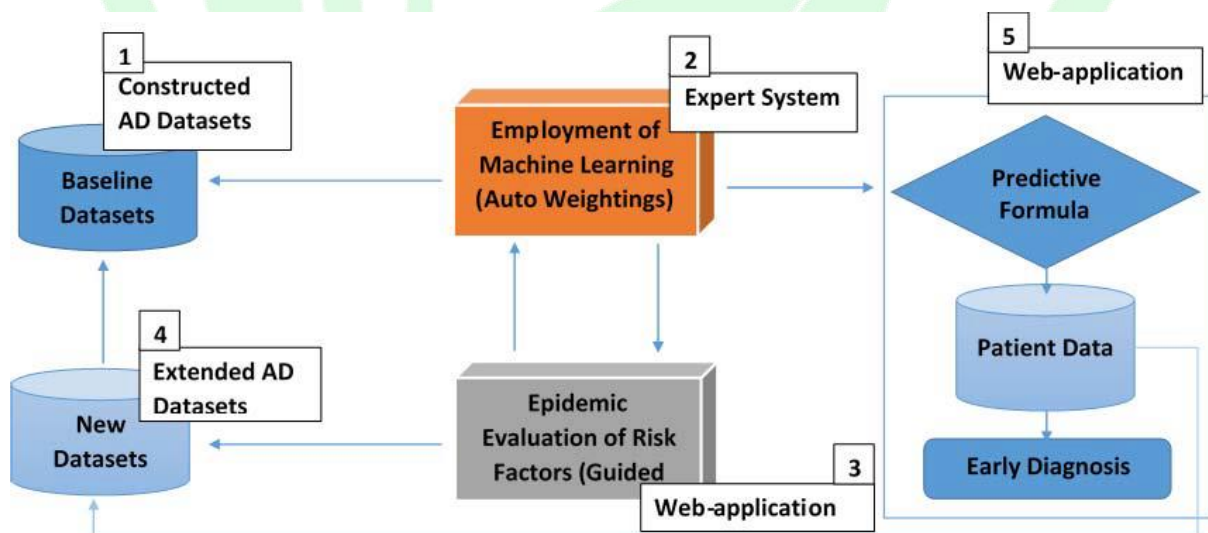 1
Constructed
AD Datasets
Baseline
Datasets
2
Expert System
Employment of
Machine Learning
(Auto Weightings)
5
Web-application
Predictive
Formula
Patient Data
Early Diagnosis
4
Extended AD
Datasets
New
Datasets
Epidemic
Evaluation of Risk
Factors (Guided
3
Web-application